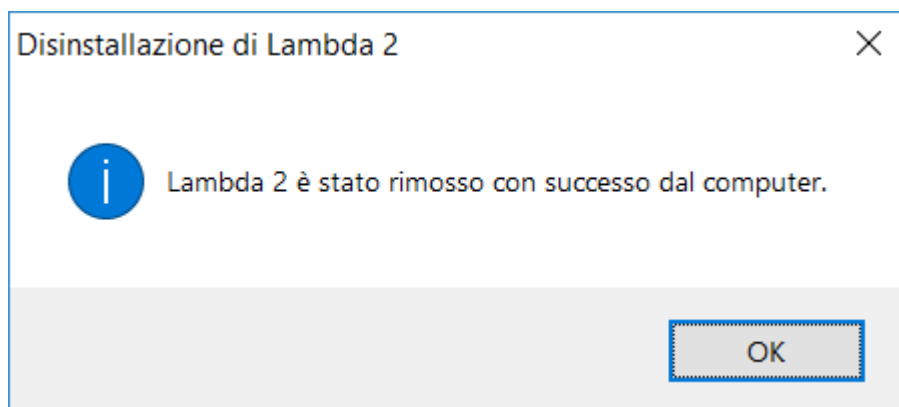 Disinstallazione di Lambda 2
Lambda 2 è stato rimosso con successo dal computer.
OK